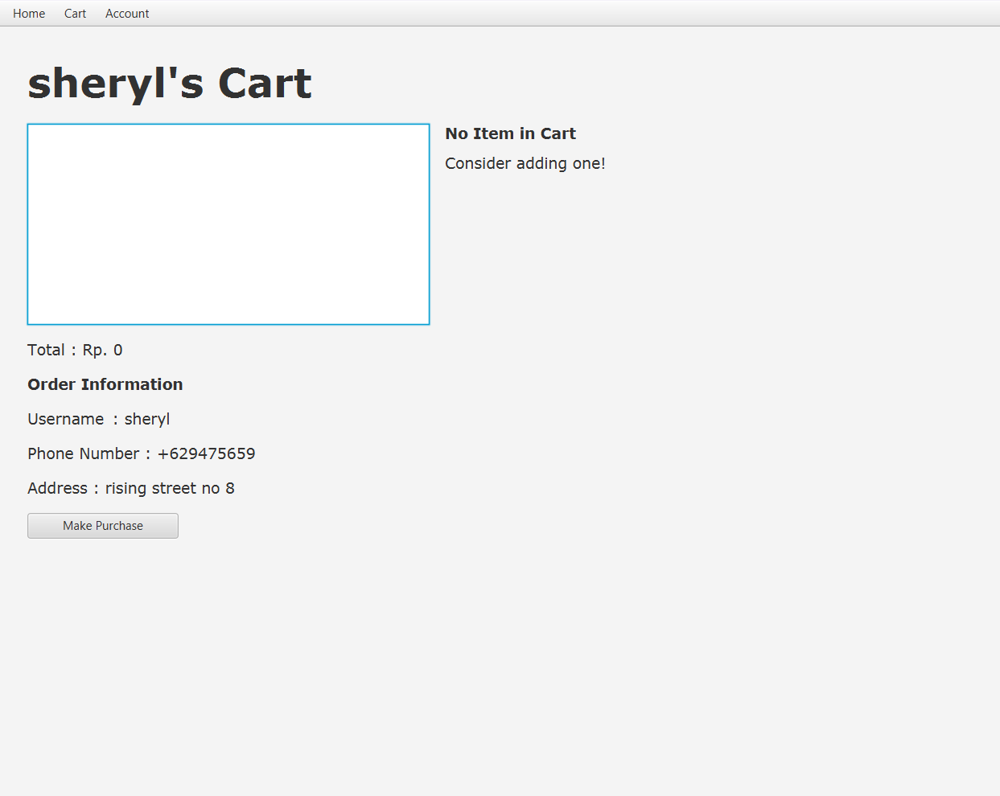 Home Cart Account
sheryl's Cart
No Item in Cart
Consider adding one!
Total : Rp. 0
Order Information
Username : sheryl
Phone Number : +629475659
Address : rising street no 8
Make Purchase